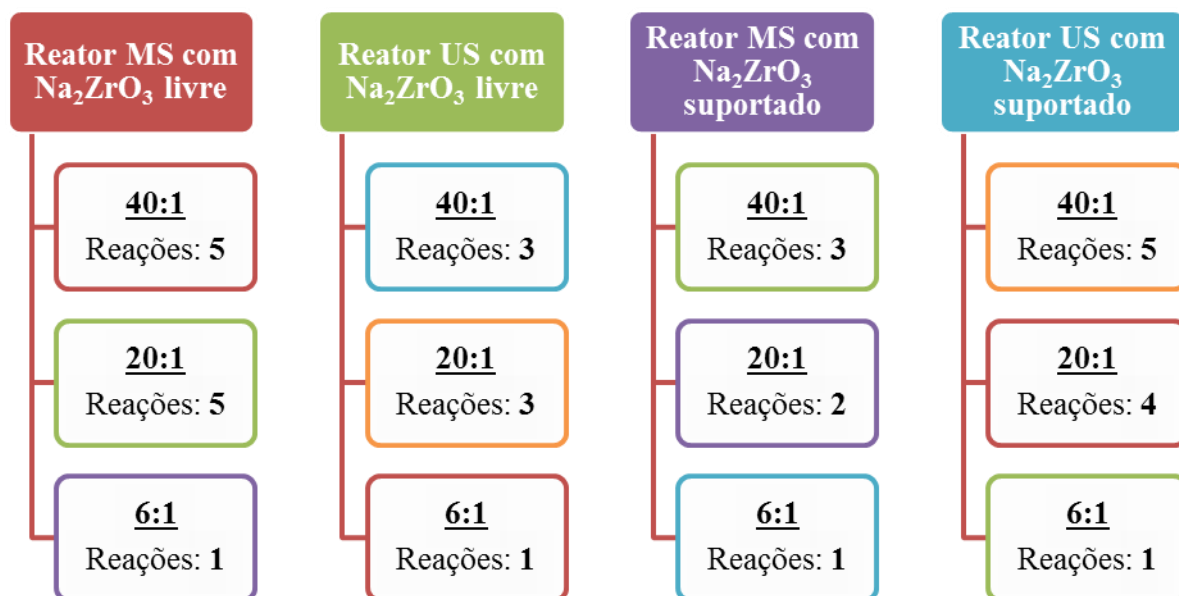 Reator MS com
Na₂ZrO₃ livre
40:1
Reações: 5
20:1
Reações: 5
6:1
Reações: 1
Reator US com
Na₂ZrO₃ livre
40:1
Reações: 3
20:1
Reações: 3
6:1
Reações: 1
Reator MS com
Na₂ZrO₃
suportado
40:1
Reações: 3
20:1
Reações: 2
6:1
Reações: 1
Reator US com
Na₂ZrO₃
suportado
40:1
Reações: 5
20:1
Reações: 4
6:1
Reações: 1